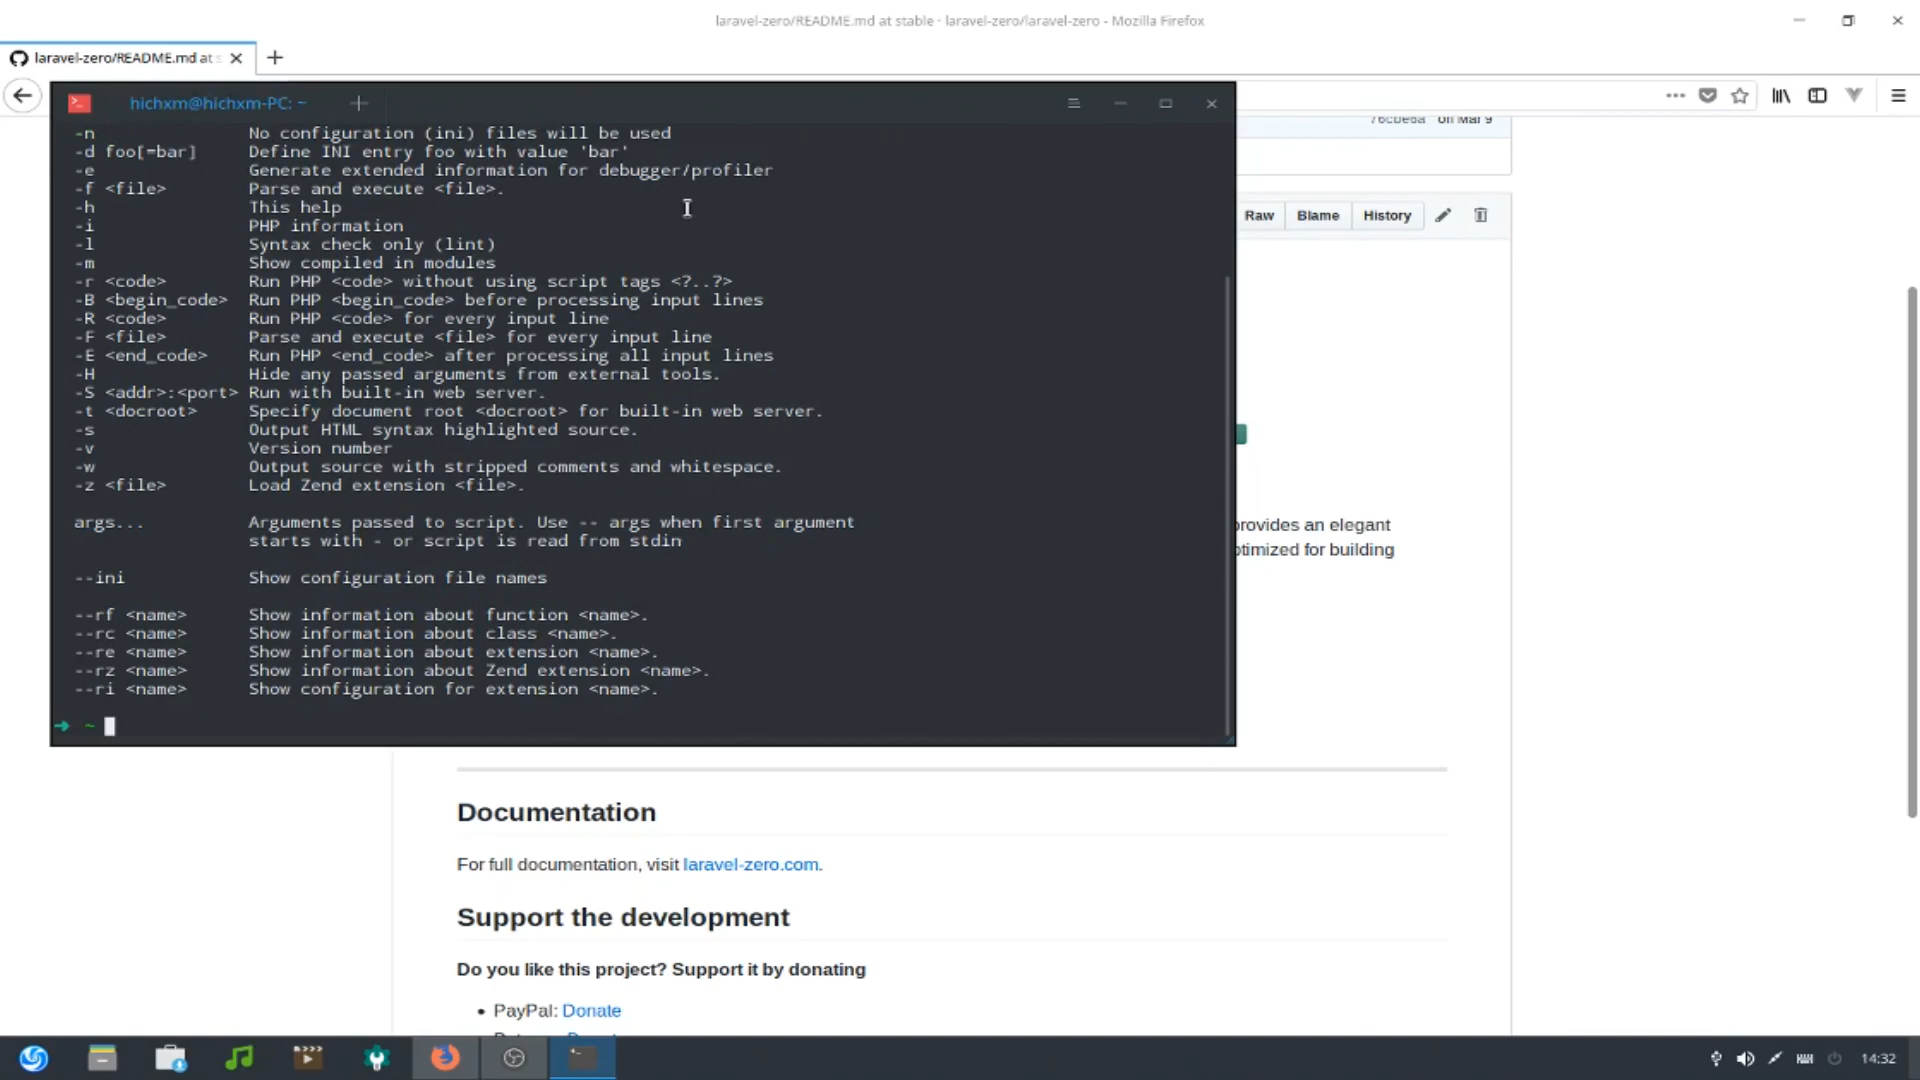 laravel-zero/README.md at stable · laravel-zero/laravel-zero - Mozilla Firefox
laravel-zero/README.md at s
hichxm@hichxm-PC: ~
-n No configuration (ini) files will be used
-d foo[=bar] Define INI entry foo with value 'bar'
-e Generate extended information for debugger/profiler
-f <file> Parse and execute <file>.
-h This help
-i PHP information
-l Syntax check only (lint)
-m Show compiled in modules
-r <code> Run PHP <code> without using script tags <?..?>
-B <begin_code> Run PHP <begin_code> before processing input lines
-R <code> Run PHP <code> for every input line
-F <file> Parse and execute <file> for every input line
-E <end_code> Run PHP <end_code> after processing all input lines
-H Hide any passed arguments from external tools.
-S <addr>:<port> Run with built-in web server.
-t <docroot> Specify document root <docroot> for built-in web server.
-s Output HTML syntax highlighted source.
-v Version number
-w Output source with stripped comments and whitespace.
-z <file> Load Zend extension <file>.
args... Arguments passed to script. Use -- args when first argument
starts with - or script is read from stdin
--ini Show configuration file names
--rf <name> Show information about function <name>.
--rc <name> Show information about class <name>.
--re <name> Show information about extension <name>.
--rz <name> Show information about Zend extension <name>.
--ri <name> Show configuration for extension <name>.
➜ ~
on Mar 9
Raw Blame History
provides an elegant
optimized for building
Documentation
For full documentation, visit laravel-zero.com.
Support the development
Do you like this project? Support it by donating
• PayPal: Donate
14:32